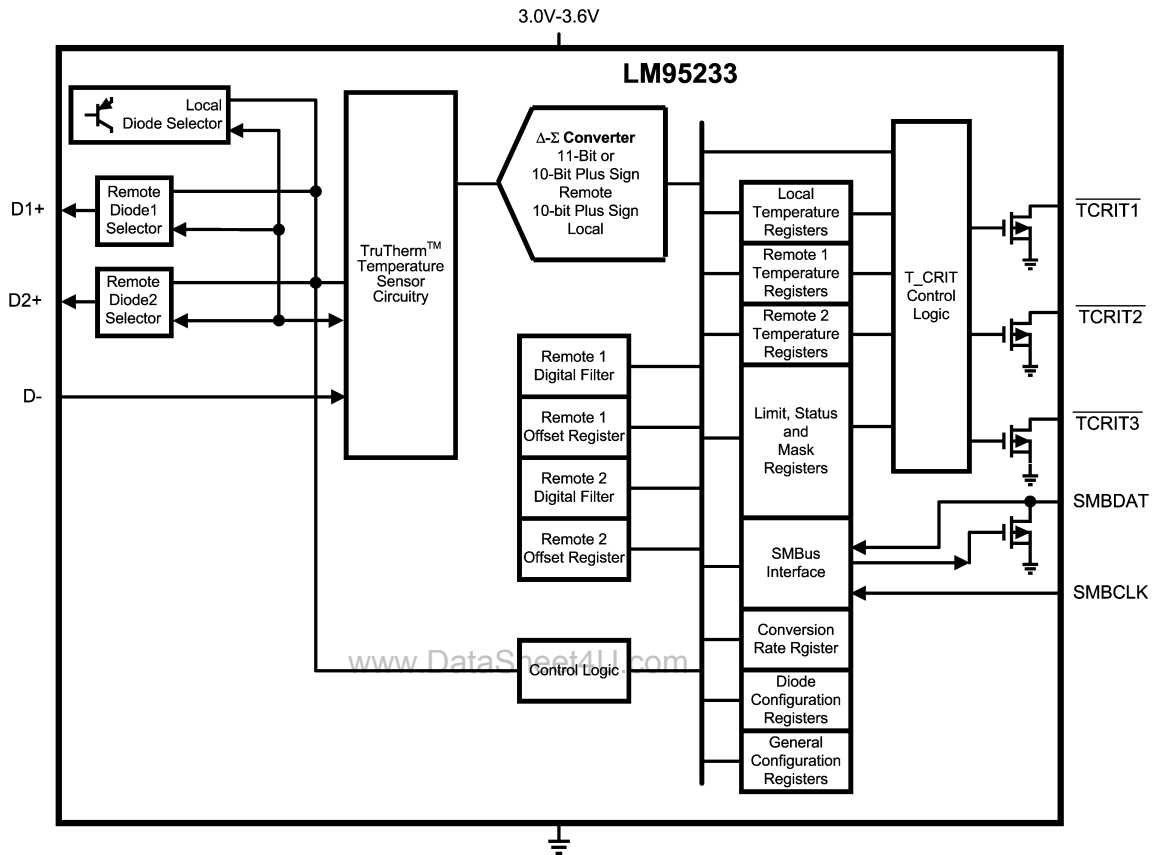 3.0V-3.6V
LM95233
Local
Diode Selector
Remote
Diode1
Selector
Remote
Diode2
Selector
D1+
D2+
D-
TruTherm™
Temperature
Sensor
Circuitry
Δ-Σ Converter
11-Bit or
10-Bit Plus Sign
Remote
10-bit Plus Sign
Local
Remote 1
Digital Filter
Remote 1
Offset Register
Remote 2
Digital Filter
Remote 2
Offset Register
Control Logic
www.DataSheet4U.com
Local
Temperature
Registers
Remote 1
Temperature
Registers
Remote 2
Temperature
Registers
Limit, Status
and
Mask
Registers
SMBus
Interface
Conversion
Rate Rgister
Diode
Configuration
Registers
General
Configuration
Registers
T_CRIT
Control
Logic
TCRIT1
TCRIT2
TCRIT3
SMBDAT
SMBCLK